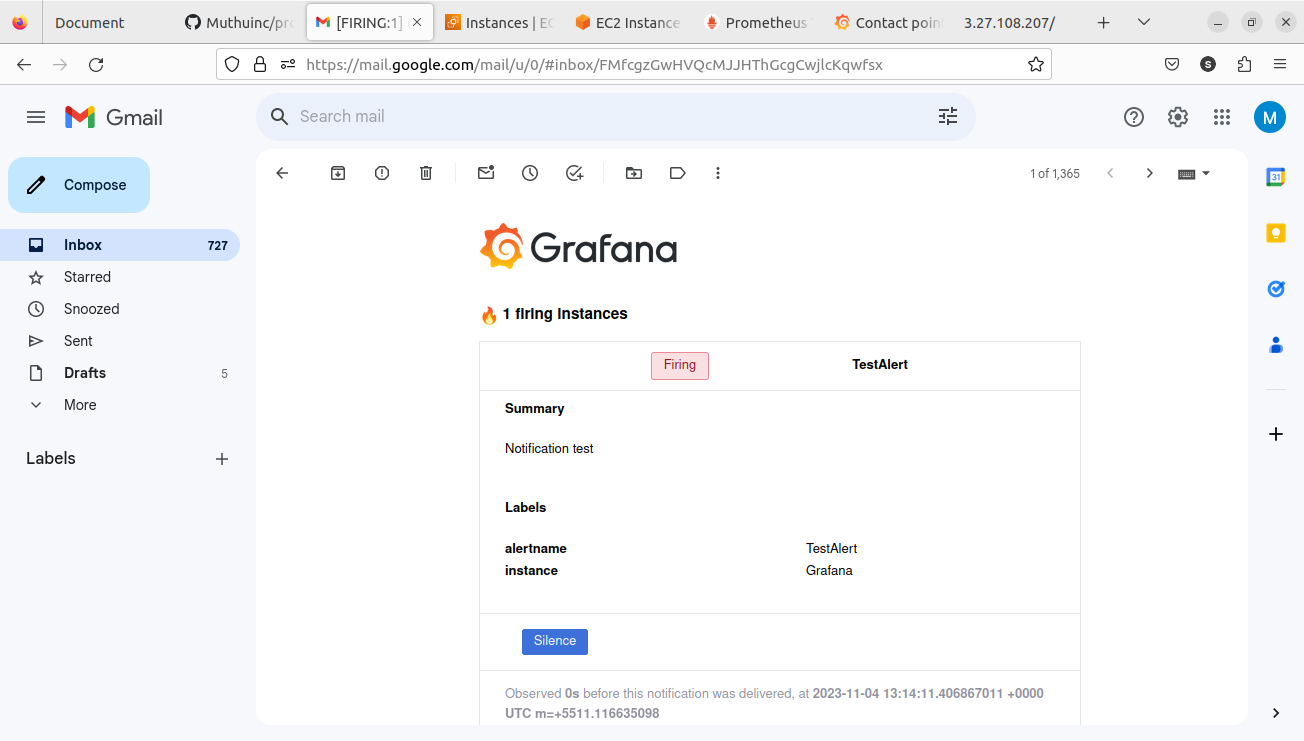 Document
Muthuinc/pro
[FIRING:1]
Instances | EC
EC2 Instance
Prometheus
Contact poin
3.27.108.207/
https://mail.google.com/mail/u/0/#inbox/FMfcgzGwHVQcMJJHThGcgCwjlcKqwfsx
S
Gmail
Search mail
M
Compose
1 of 1,365
31
Inbox 727
Starred
Snoozed
Sent
Drafts 5
More
Labels
Grafana
1 firing instances
Firing TestAlert
Summary
Notification test
Labels
alertname TestAlert
instance Grafana
Silence
Observed 0s before this notification was delivered, at 2023-11-04 13:14:11.406867011 +0000
UTC m=+5511.116635098